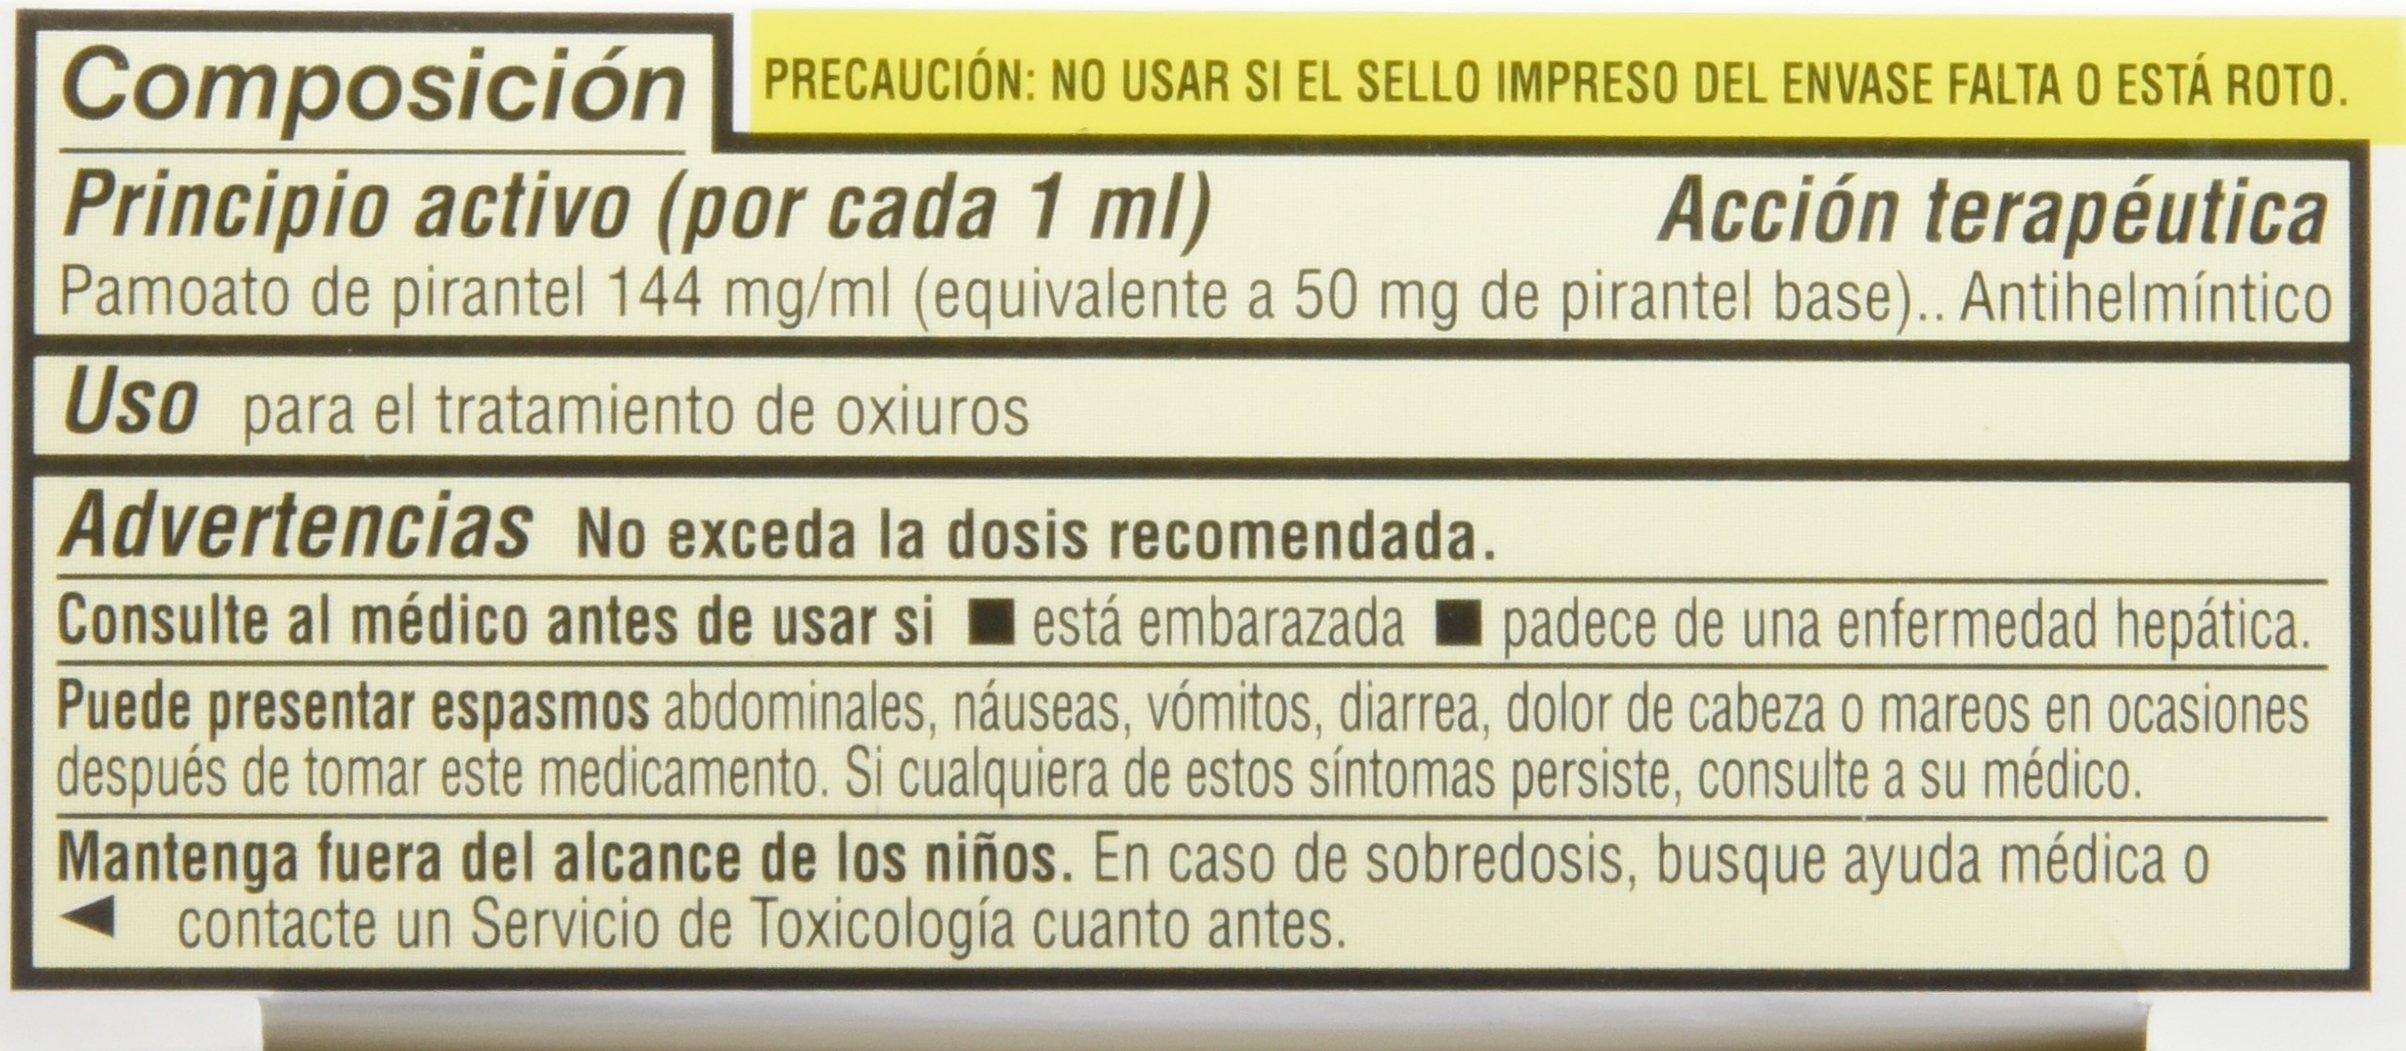 Composición
PRECAUCIÓN: NO USAR SI EL SELLO IMPRESO DEL ENVASE FALTA O ESTÁ ROTO.
Principio activo (por cada 1 ml) Acción terapéutica
Pamoato de pirantel 144 mg/ml (equivalente a 50 mg de pirantel base).. Antihelmíntico
Uso para el tratamiento de oxiuros
Advertencias No exceda la dosis recomendada.
Consulte al médico antes de usar si ■ está embarazada ■ padece de una enfermedad hepática.
Puede presentar espasmos abdominales, náuseas, vómitos, diarrea, dolor de cabeza o mareos en ocasiones
después de tomar este medicamento. Si cualquiera de estos síntomas persiste, consulte a su médico.
Mantenga fuera del alcance de los niños. En caso de sobredosis, busque ayuda médica o
◄ contacte un Servicio de Toxicología cuanto antes.